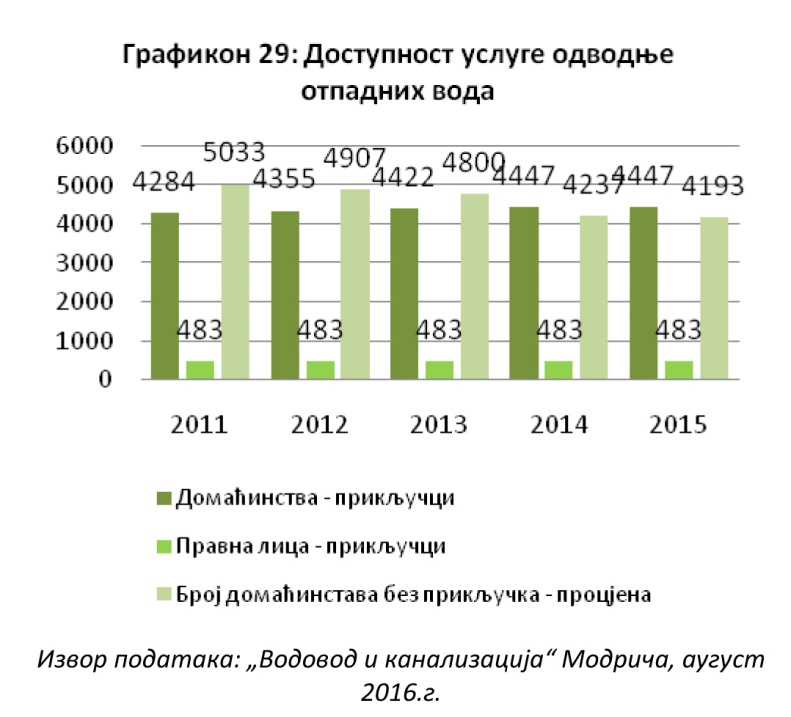 Графикон 29: Доступност услуге одводње
отпадних вода
6000
5000
4000
3000
2000
1000
0
4284 483 5033
4355 483 4907
4422 483 4800
4447 483 4237
4447 483 4193
2011 2012 2013 2014 2015
Домаћинства - прикључци
Правна лица - прикључци
Број домаћинстава без прикључка - процјена
Извор података: „Водовод и канализација“ Модрича, аугуст
2016.г.